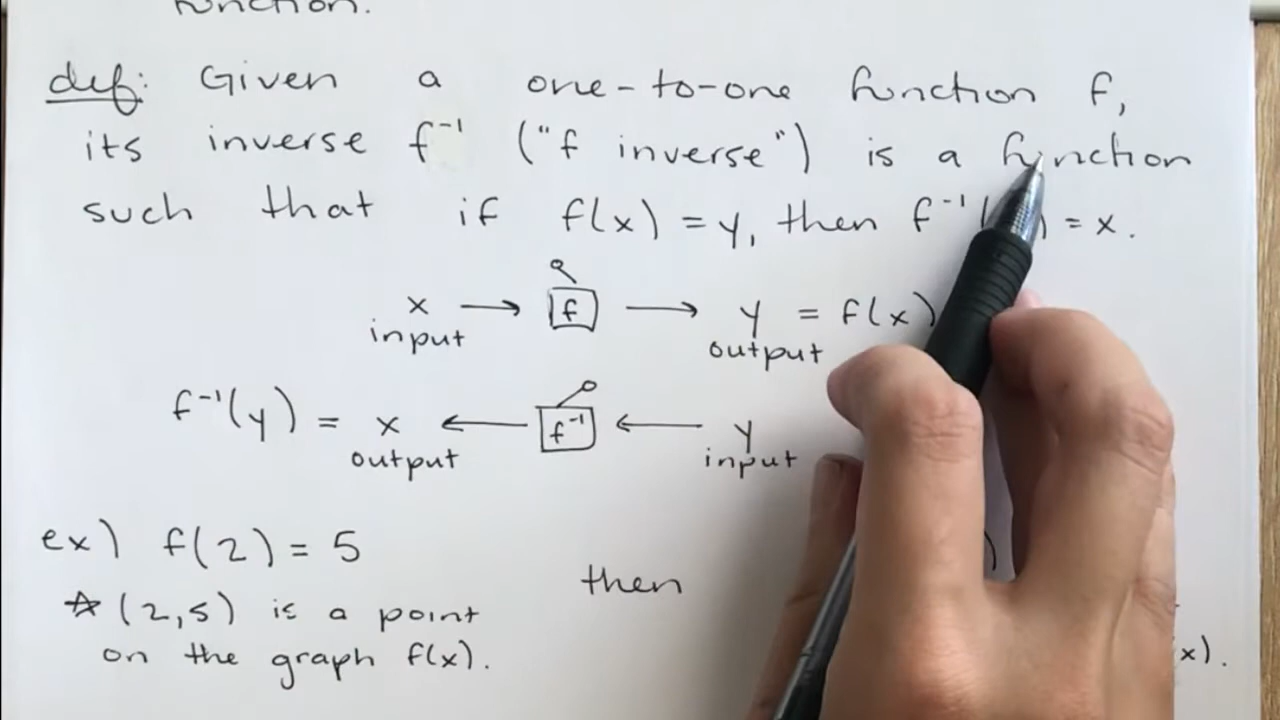 function.
def: Given a one-to-one function f,
its inverse f⁻¹ ("f inverse") is a function
such that if f(x) = y, then f⁻¹( ) = x.
x → f → y = f(x)
input output
f⁻¹(y) = x ← f⁻¹ ← y
output input
ex) f(2) = 5 )
then
☆ (2,5) is a point
on the graph f(x). x).